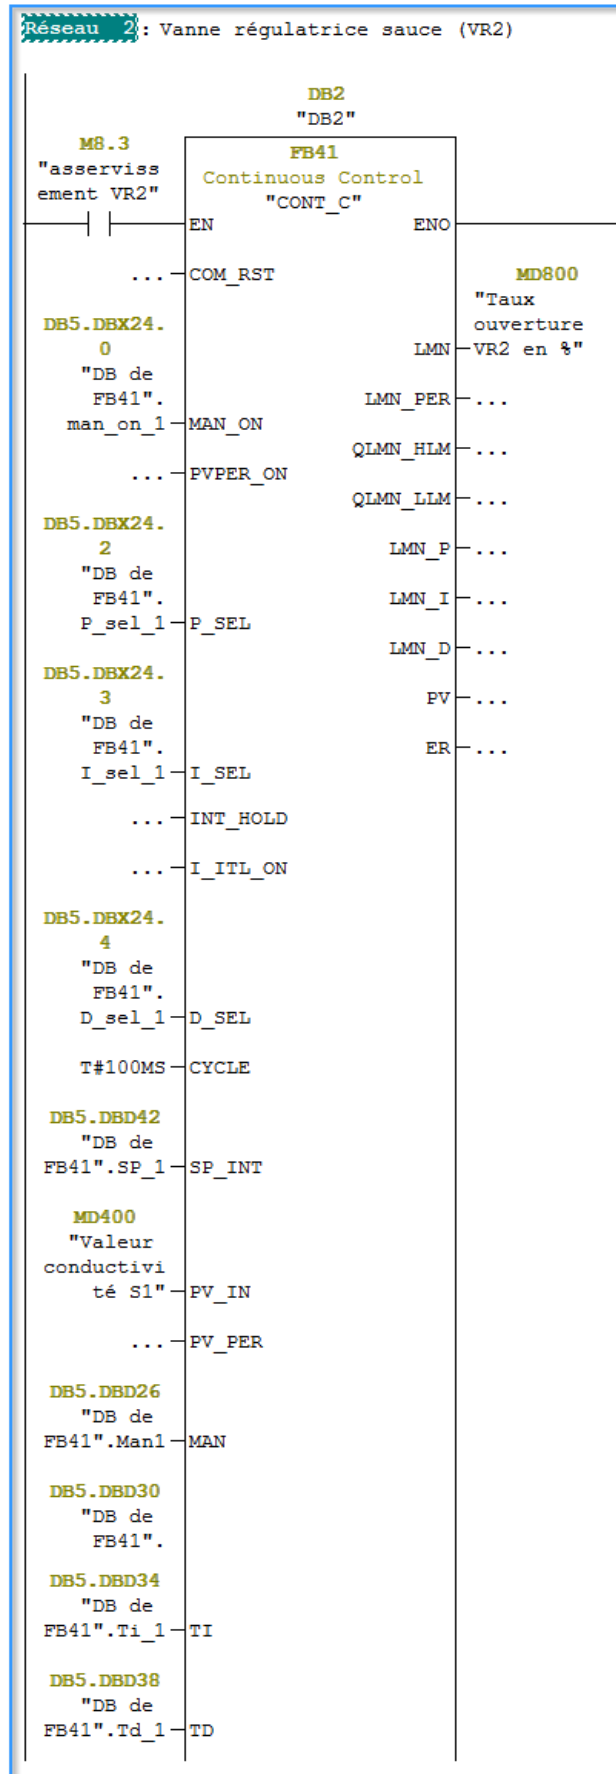 Réseau 2 : Vanne régulatrice sauce (VR2)
DB2
"DB2"
M8.3
"asserviss
ement VR2"
FB41
Continuous Control
"CONT_C"
EN
ENO
... COM_RST
MD800
"Taux
ouverture
VR2 en %"
LMN
DB5.DBX24.
0
"DB de
FB41".
man_on_1 MAN_ON
LMN_PER ...
QLMN_HLM ...
... PVPER_ON
QLMN_LLM ...
DB5.DBX24.
2
"DB de
FB41".
P_sel_1 P_SEL
LMN_P ...
LMN_I ...
LMN_D ...
DB5.DBX24.
3
"DB de
FB41".
I_sel_1 I_SEL
PV ...
ER ...
... INT_HOLD
... I_ITL_ON
DB5.DBX24.
4
"DB de
FB41".
D_sel_1 D_SEL
T#100MS CYCLE
DB5.DBD42
"DB de
FB41".SP_1 SP_INT
MD400
"Valeur
conductivi
té S1" PV_IN
... PV_PER
DB5.DBD26
"DB de
FB41".Man1 MAN
DB5.DBD30
"DB de
FB41".
DB5.DBD34
"DB de
FB41".Ti_1 TI
DB5.DBD38
"DB de
FB41".Td_1 TD